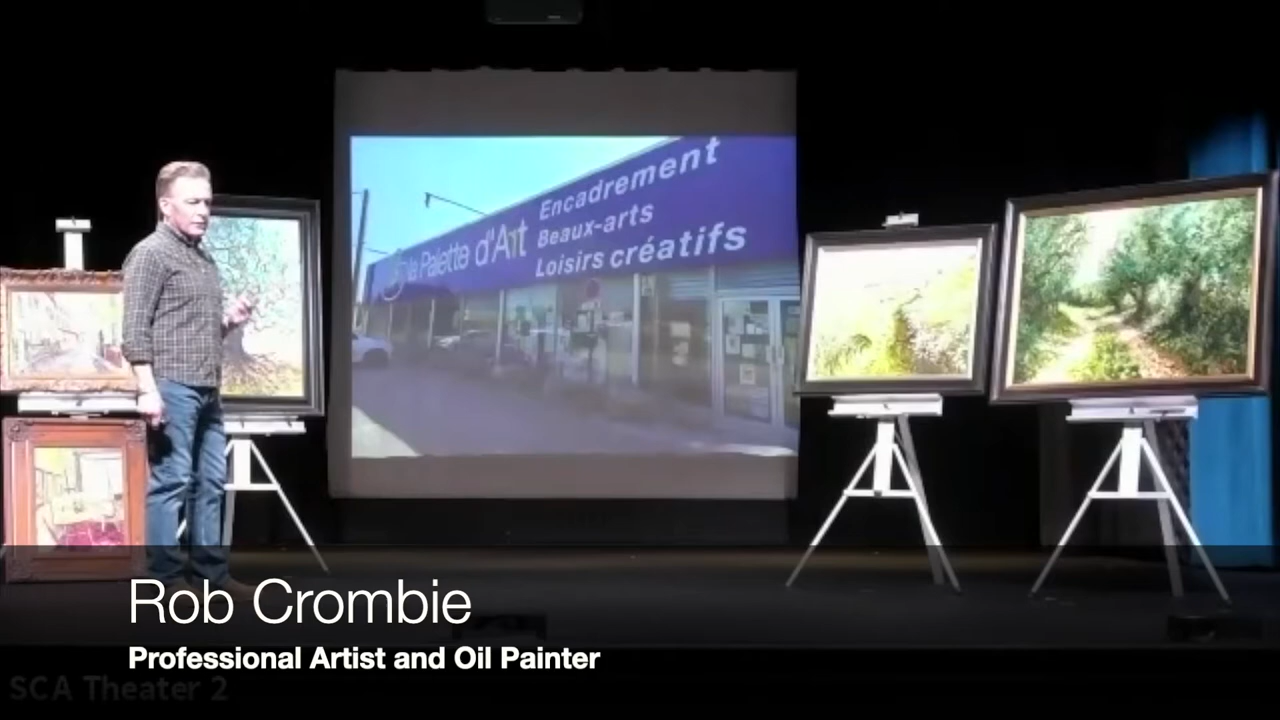 la Palette d'Art
Encadrement
Beaux-arts
Loisirs créatifs
Rob Crombie
Professional Artist and Oil Painter
SCA Theater 2